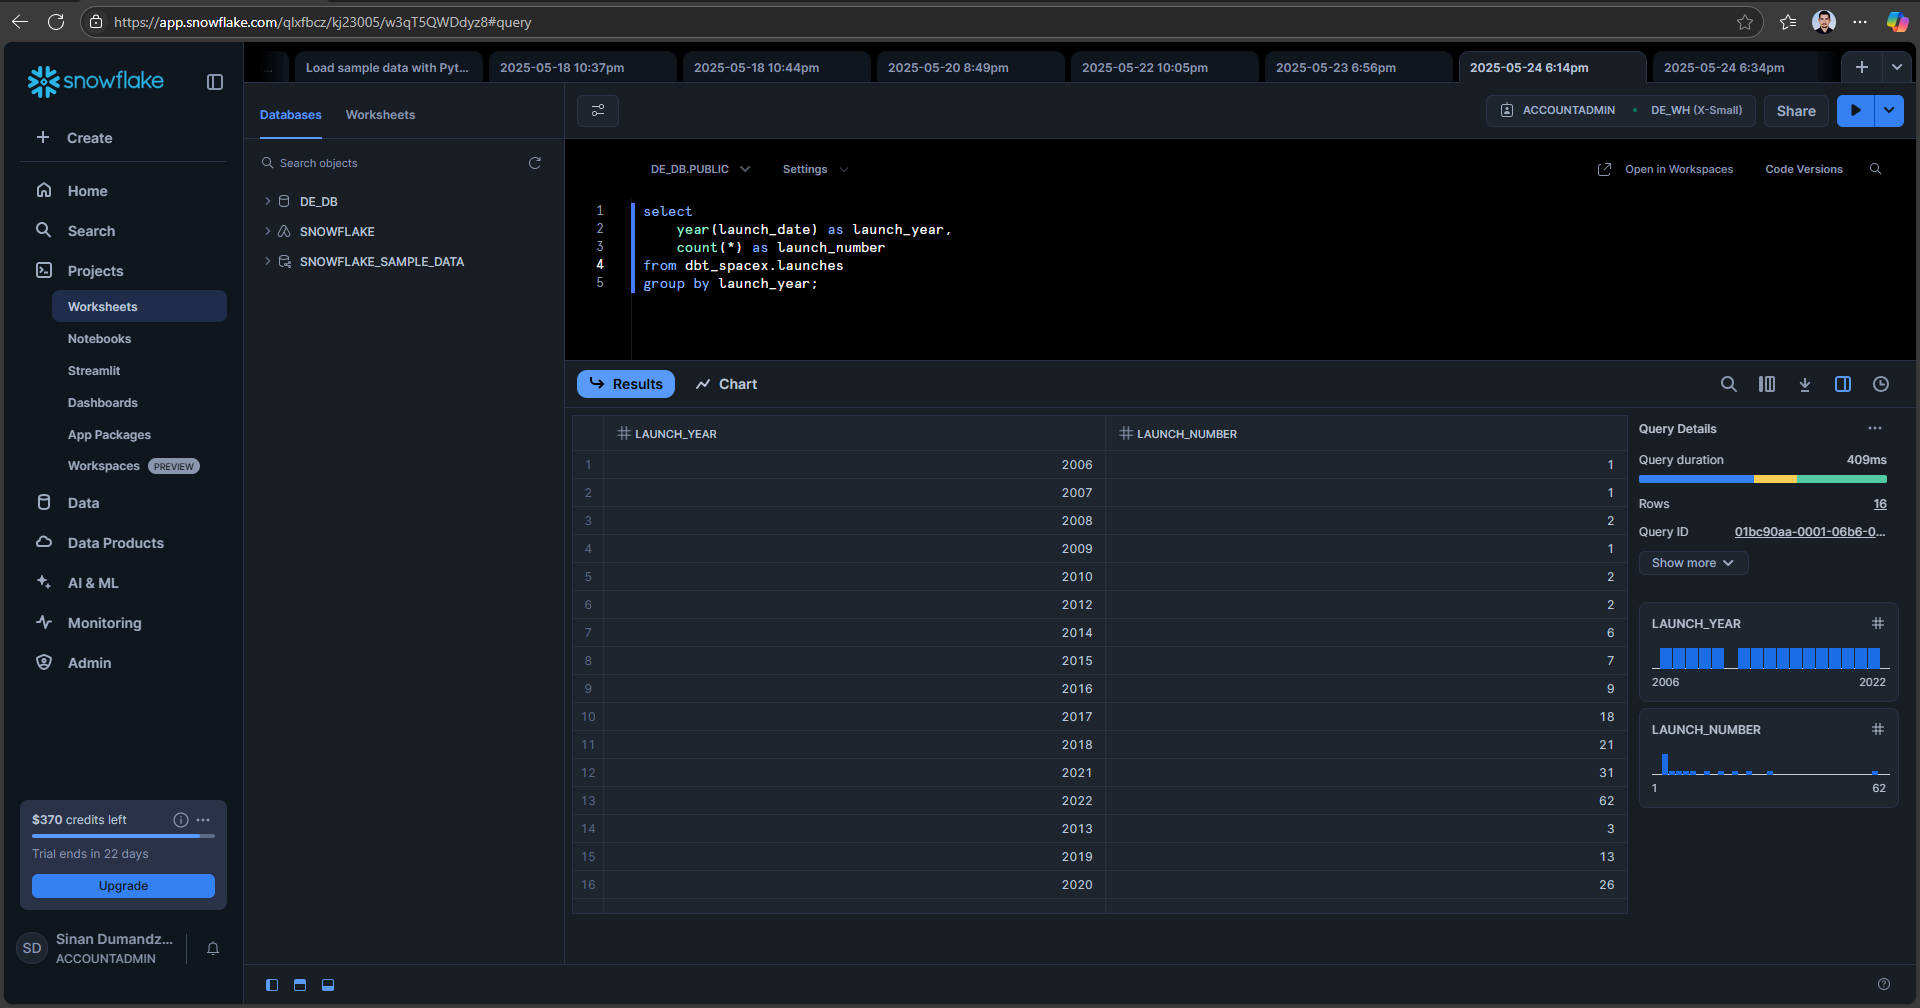 https://app.snowflake.com/qlxfbcz/kj23005/w3qT5QWDdyz8#query
snowflake
Create
Home
Search
Projects
Worksheets
Notebooks
Streamlit
Dashboards
App Packages
Workspaces PREVIEW
Data
Data Products
AI & ML
Monitoring
Admin
$370 credits left
Trial ends in 22 days
Upgrade
SD
Sinan Dumandz...
ACCOUNTADMIN
...
Load sample data with Pyt...
2025-05-18 10:37pm
2025-05-18 10:44pm
2025-05-20 8:49pm
2025-05-22 10:05pm
2025-05-23 6:56pm
2025-05-24 6:14pm
2025-05-24 6:34pm
Databases
Worksheets
Search objects
DE_DB
SNOWFLAKE
SNOWFLAKE_SAMPLE_DATA
ACCOUNTADMIN
DE_WH (X-Small)
Share
DE_DB.PUBLIC
Settings
Open in Workspaces
Code Versions
1 select
2 year(launch_date) as launch_year,
3 count(*) as launch_number
4 from dbt_spacex.launches
5 group by launch_year;
Results
Chart
LAUNCH_YEAR LAUNCH_NUMBER
1 2006 1
2 2007 1
3 2008 2
4 2009 1
5 2010 2
6 2012 2
7 2014 6
8 2015 7
9 2016 9
10 2017 18
11 2018 21
12 2021 31
13 2022 62
14 2013 3
15 2019 13
16 2020 26
Query Details
Query duration 409ms
Rows 16
Query ID 01bc90aa-0001-06b6-0...
Show more
LAUNCH_YEAR
2006 2022
LAUNCH_NUMBER
1 62